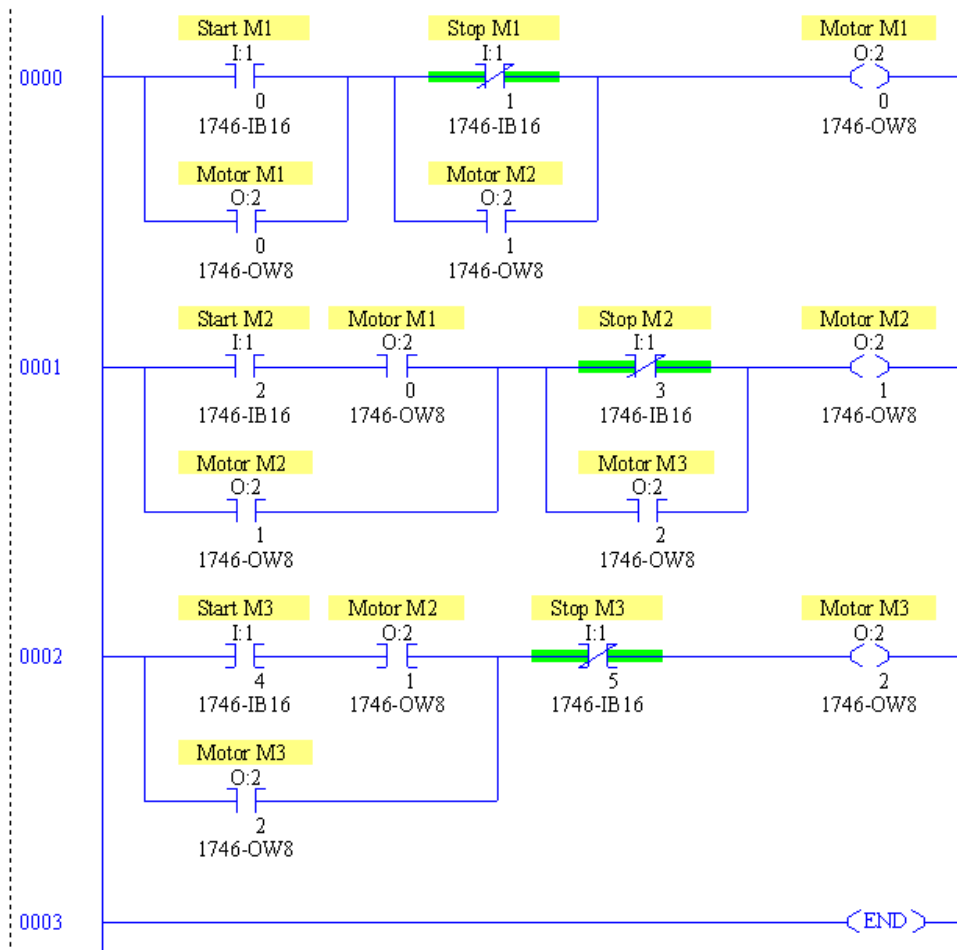 Start M1 Stop M1 Motor M1
I:1 I:1 O:2
0000
0 1 0
1746-IB16 1746-IB16 1746-OW8
Motor M1 Motor M2
O:2 O:2
0 1
1746-OW8 1746-OW8
Start M2 Motor M1 Stop M2 Motor M2
I:1 O:2 I:1 O:2
0001
2 0 3 1
1746-IB16 1746-OW8 1746-IB16 1746-OW8
Motor M2 Motor M3
O:2 O:2
1 2
1746-OW8 1746-OW8
Start M3 Motor M2 Stop M3 Motor M3
I:1 O:2 I:1 O:2
0002
4 1 5 2
1746-IB16 1746-OW8 1746-IB16 1746-OW8
Motor M3
O:2
2
1746-OW8
0003 END